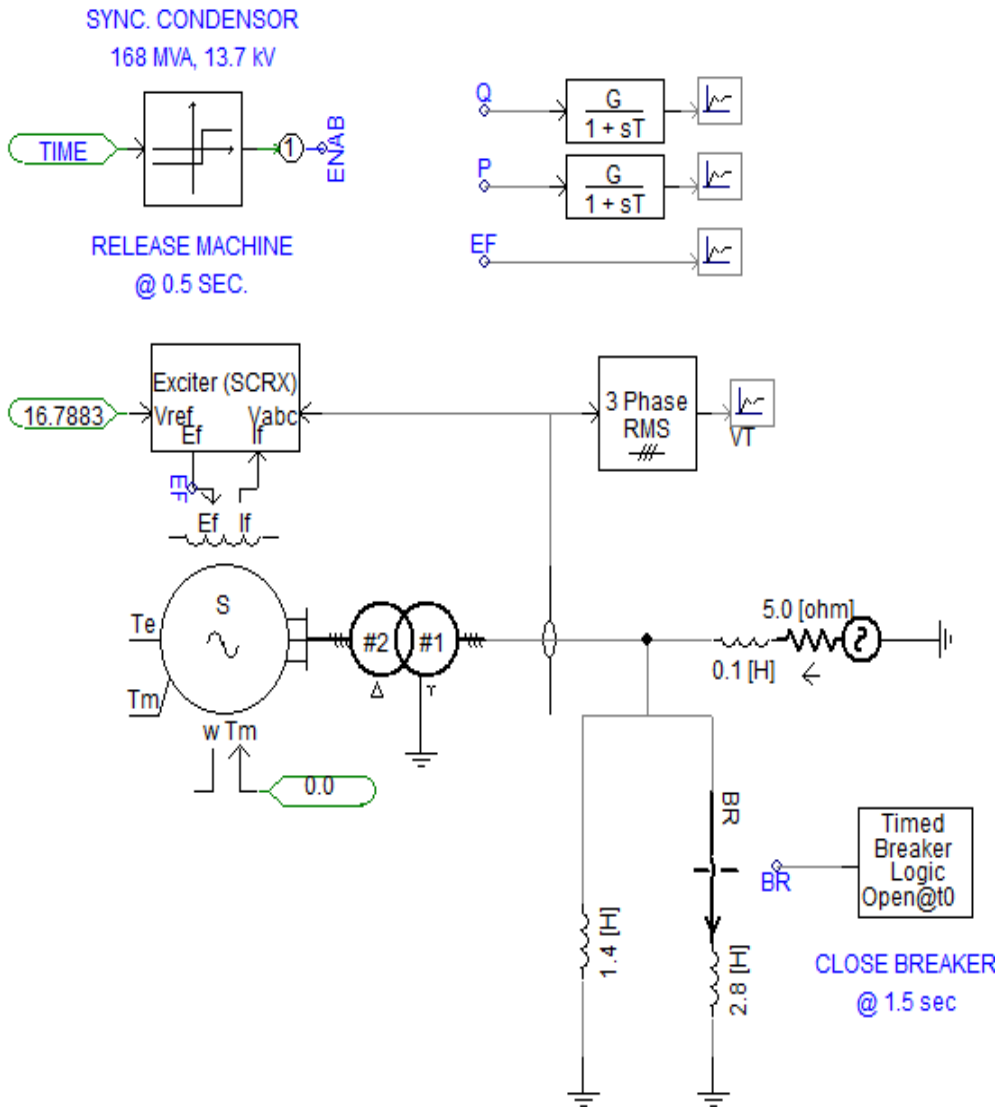 SYNC. CONDENSOR
168 MVA, 13.7 kV
TIME
1
ENAB
RELEASE MACHINE
@ 0.5 SEC.
Q
G
1 + sT
P
G
1 + sT
EF
Exciter (SCRX)
16.7883
Vref
Vabc
Ef
If
3 Phase
RMS
VT
EF
Ef
If
S
Te
Tm
w
Tm
0.0
#2
#1
Δ
Y
5.0 [ohm]
0.1 [H]
BR
1.4 [H]
2.8 [H]
BR
Timed
Breaker
Logic
Open@t0
CLOSE BREAKER
@ 1.5 sec